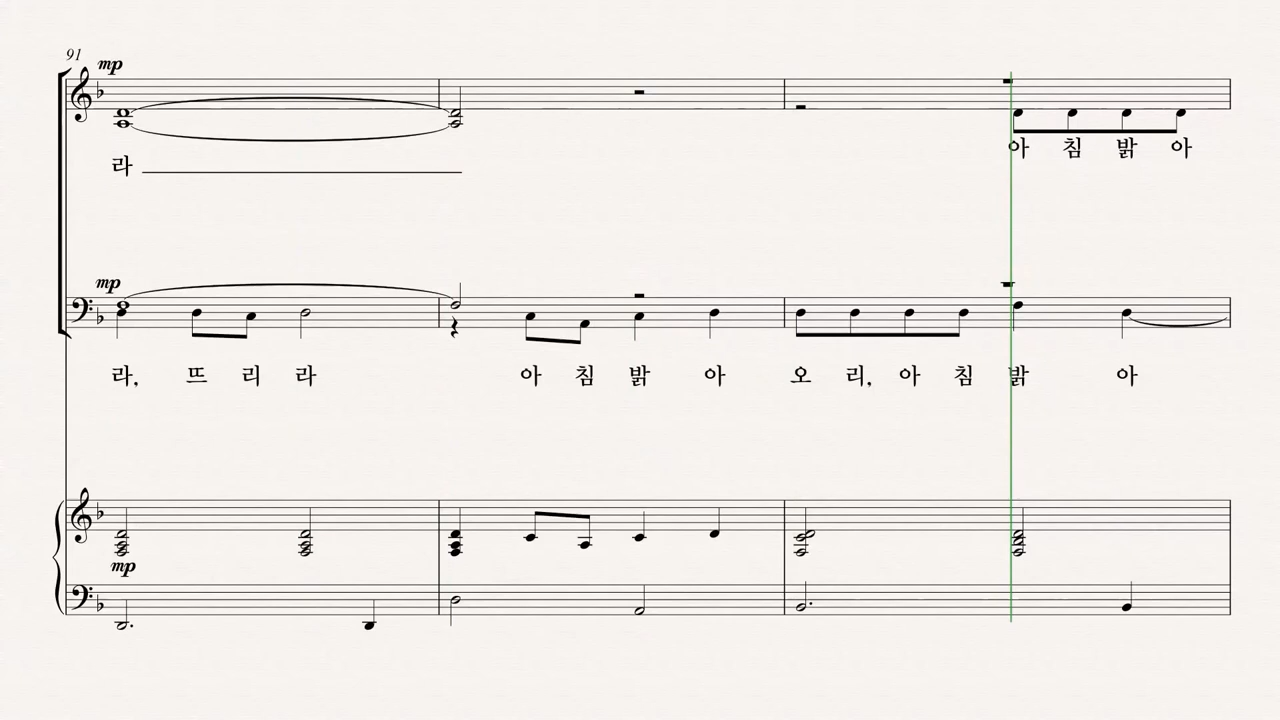 91
mp
아 침 밝 아
라
mp
라, 뜨 리 라 아 침 밝 아 오 리, 아 침 밝 아
mp